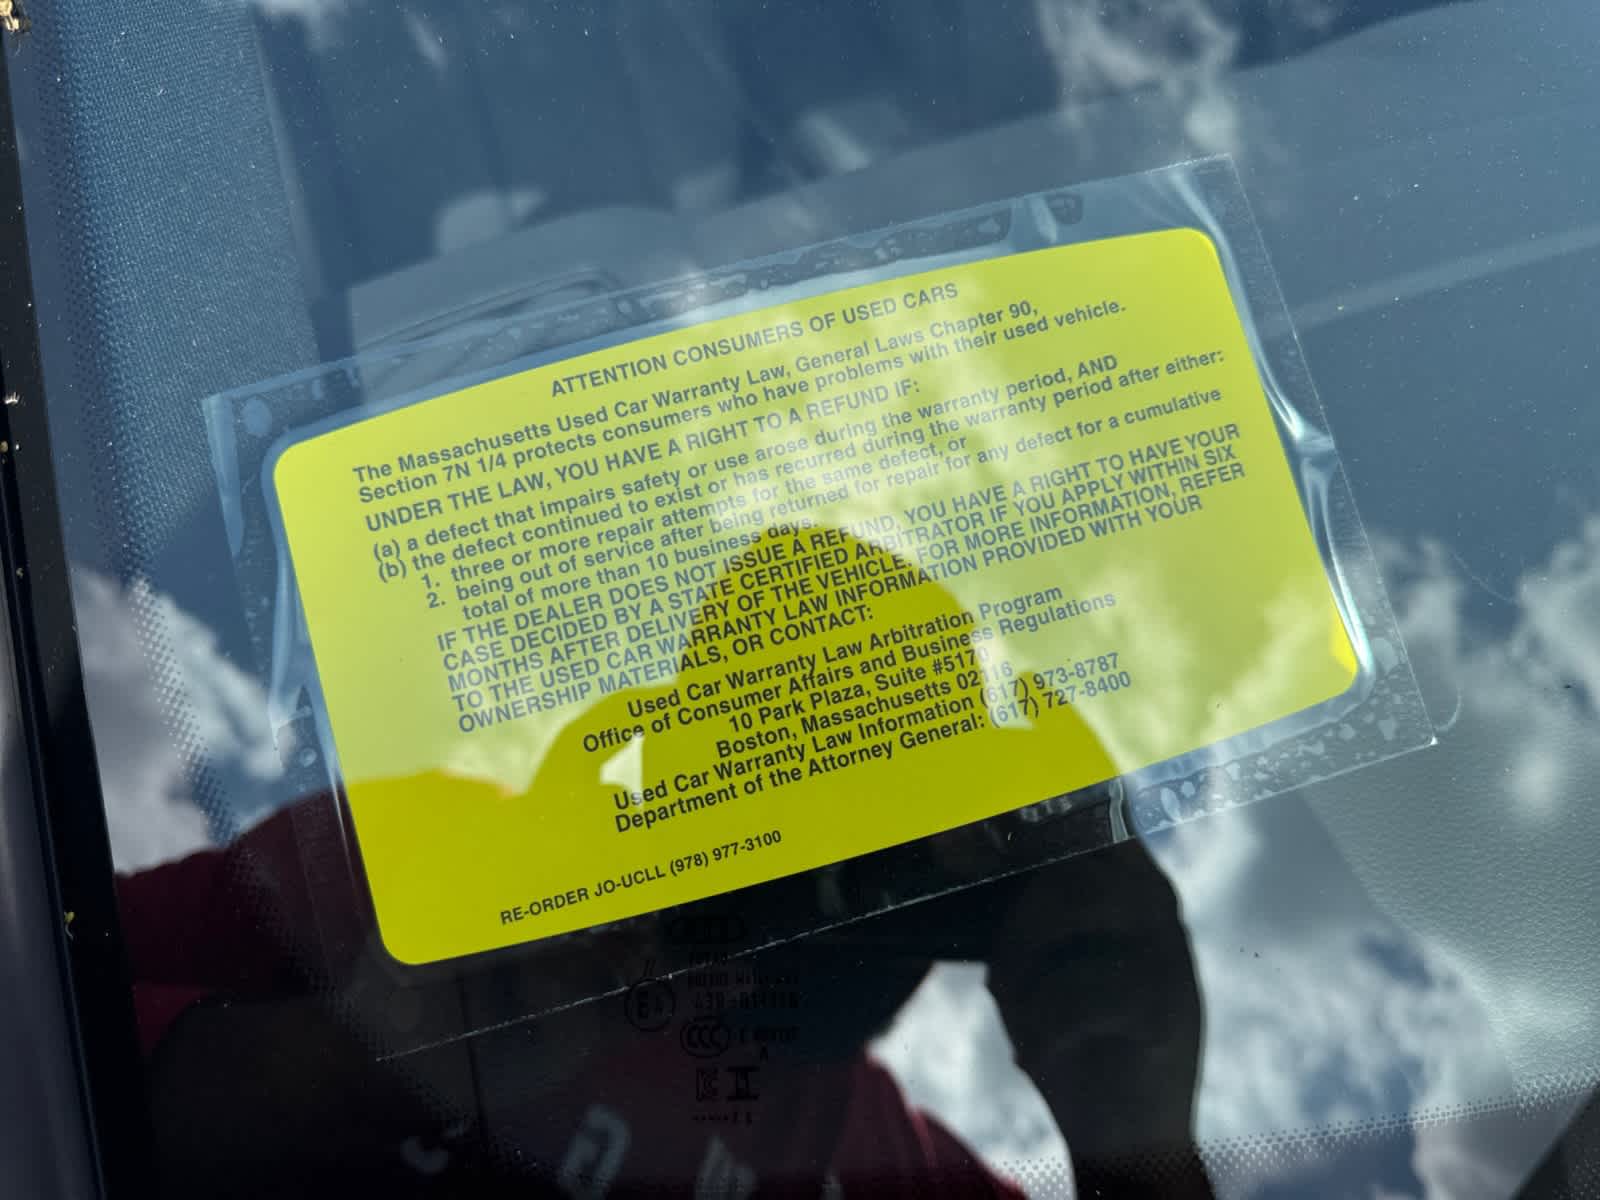 ATTENTION CONSUMERS OF USED CARS
The Massachusetts Used Car Warranty Law, General Laws Chapter 90,
Section 7N 1/4 protects consumers who have problems with their used vehicle.
UNDER THE LAW, YOU HAVE A RIGHT TO A REFUND IF:
(a) a defect that impairs safety or use arose during the warranty period, AND
(b) the defect continued to exist or has recurred during the warranty period after either:
1. three or more repair attempts for the same defect, or
2. being out of service after being returned for repair for any defect for a cumulative
total of more than 10 business days.
IF THE DEALER DOES NOT ISSUE A REFUND, YOU HAVE A RIGHT TO HAVE YOUR
CASE DECIDED BY A STATE CERTIFIED ARBITRATOR IF YOU APPLY WITHIN SIX
MONTHS AFTER DELIVERY OF THE VEHICLE. FOR MORE INFORMATION, REFER
TO THE USED CAR WARRANTY LAW INFORMATION PROVIDED WITH YOUR
OWNERSHIP MATERIALS, OR CONTACT:
Used Car Warranty Law Arbitration Program
Office of Consumer Affairs and Business Regulations
10 Park Plaza, Suite #5170
Boston, Massachusetts 02116
Used Car Warranty Law Information (617) 973-8787
Department of the Attorney General: (617) 727-8400
RE-ORDER JO-UCLL (978) 977-3100